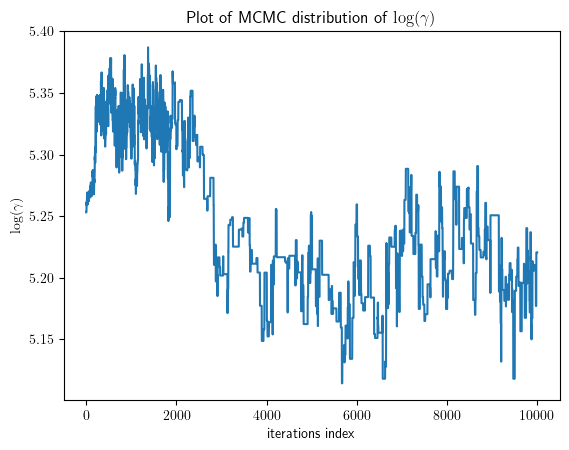 Plot of MCMC distribution of log(γ)
5.40
5.35
5.30
5.25
5.20
5.15
log(γ)
0 2000 4000 6000 8000 10000
iterations index